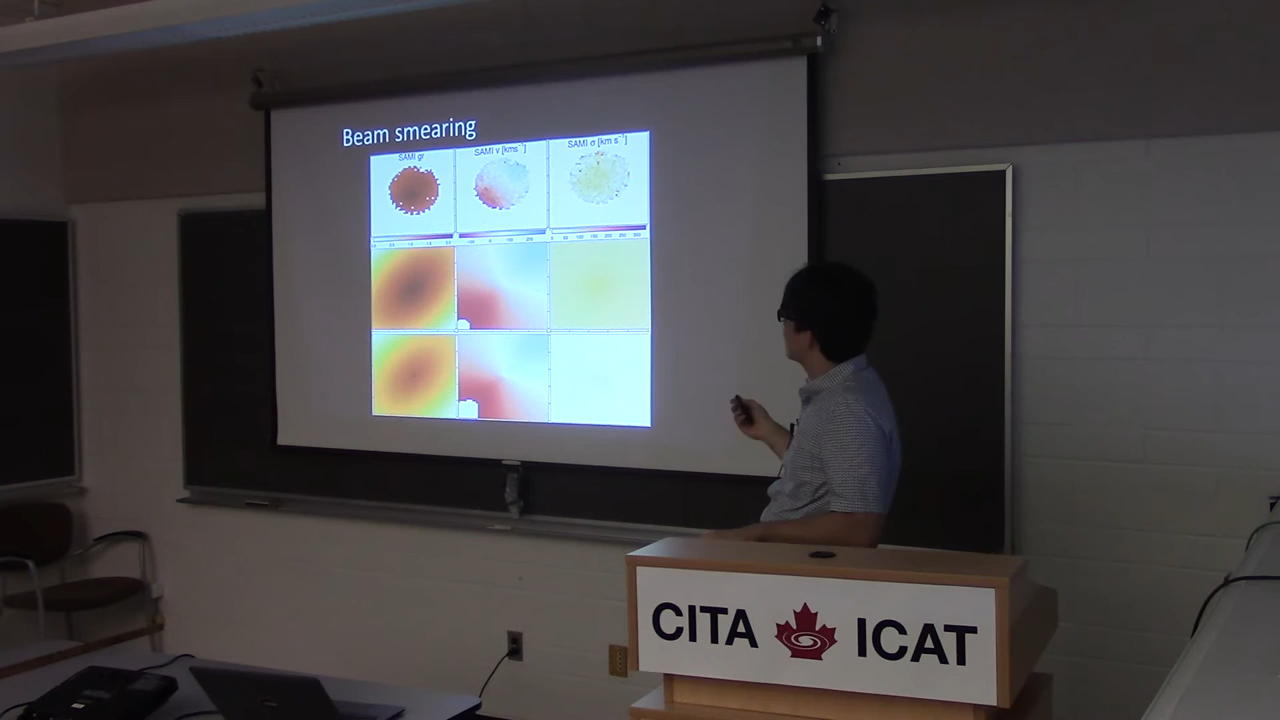 Beam smearing
SAMI gr
SAMI v [kms⁻¹]
SAMI σ [km s⁻¹]
CITA ICAT